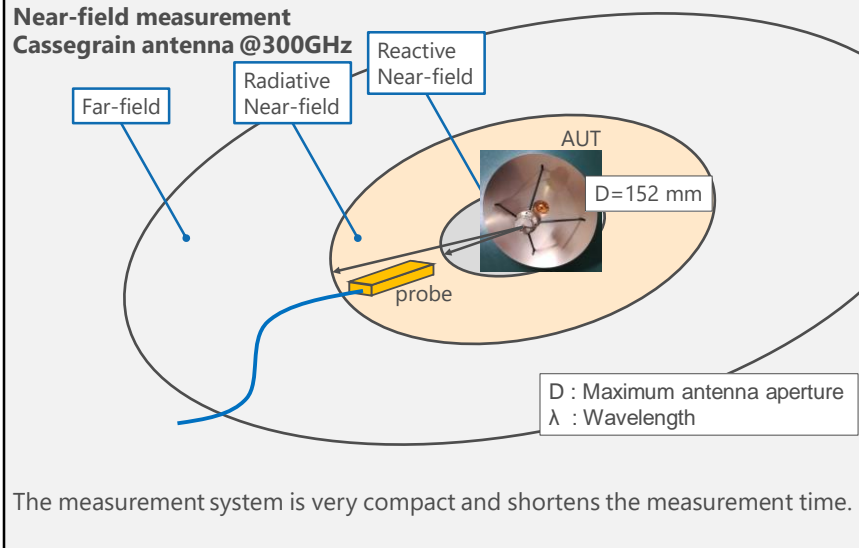 Near-field measurement
Cassegrain antenna @300GHz
Reactive
Near-field
Radiative
Near-field
Far-field
AUT
D=152 mm
probe
D : Maximum antenna aperture
λ : Wavelength
The measurement system is very compact and shortens the measurement time.